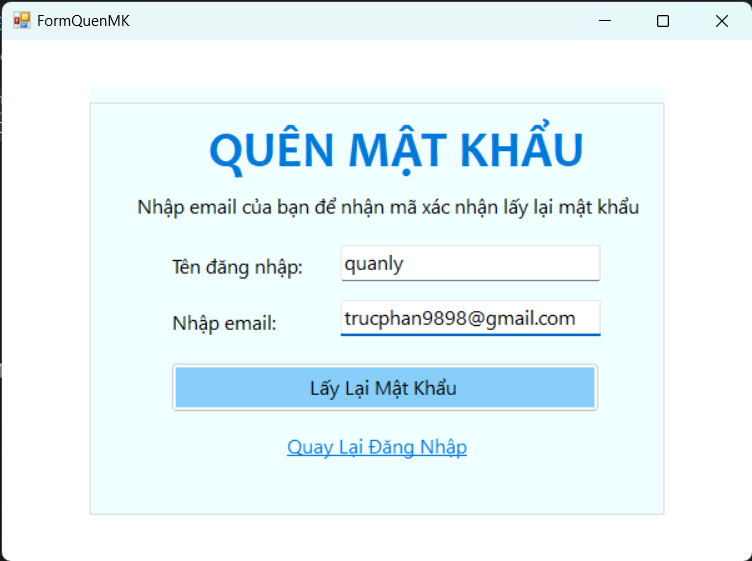 FormQuenMK
QUÊN MẬT KHẨU
Nhập email của bạn để nhận mã xác nhận lấy lại mật khẩu
Tên đăng nhập: quanly
Nhập email: trucphan9898@gmail.com
Lấy Lại Mật Khẩu
Quay Lại Đăng Nhập